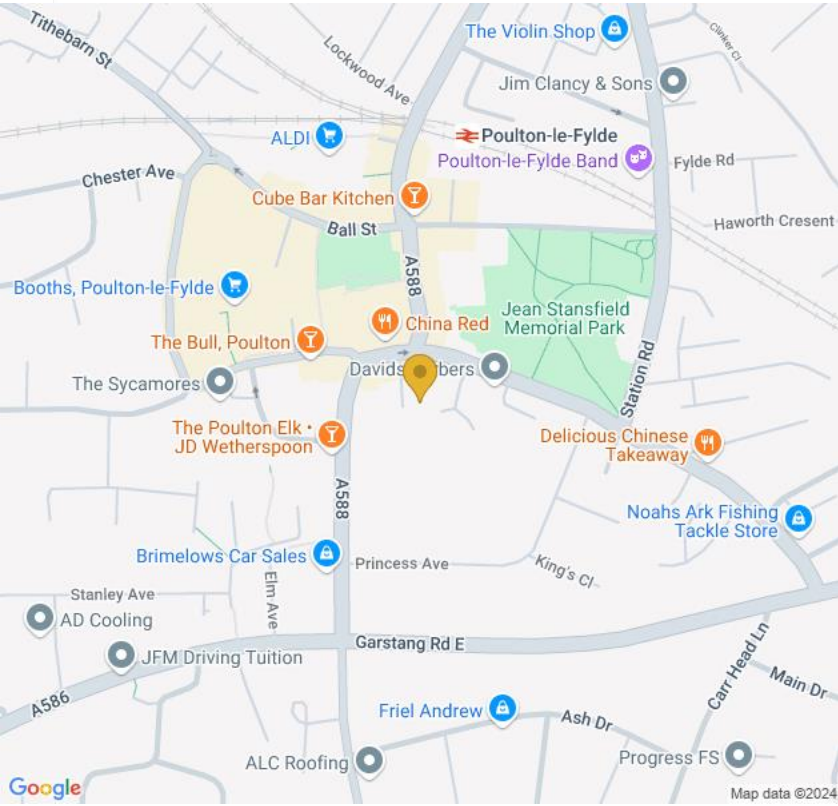 Tithebarn St
Lockwood Ave
The Violin Shop
Clinker Cl
Jim Clancy & Sons
ALDI
Poulton-le-Fylde
Poulton-le-Fylde Band
Fylde Rd
Chester Ave
Cube Bar Kitchen
Haworth Cresent
Ball St
A588
Booths, Poulton-le-Fylde
Jean Stansfield
Memorial Park
China Red
The Bull, Poulton
Davids
The Sycamores
Station Rd
The Poulton Elk •
JD Wetherspoon
Delicious Chinese
Takeaway
A588
Noahs Ark Fishing
Tackle Store
Brimelows Car Sales
Princess Ave
King's Cl
Elm Ave
Stanley Ave
AD Cooling
Garstang Rd E
JFM Driving Tuition
Carr Head Ln
Main Dr
A586
Friel Andrew
Ash Dr
ALC Roofing
Progress FS
Google
Map data ©2024